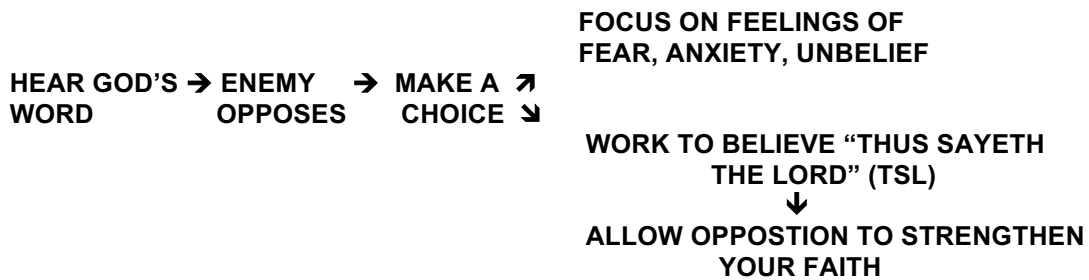 FOCUS ON FEELINGS OF
FEAR, ANXIETY, UNBELIEF
HEAR GOD'S → ENEMY → MAKE A ↗
WORD OPPOSES CHOICE ↘
WORK TO BELIEVE “THUS SAYETH
THE LORD” (TSL)
↓
ALLOW OPPOSTION TO STRENGTHEN
YOUR FAITH